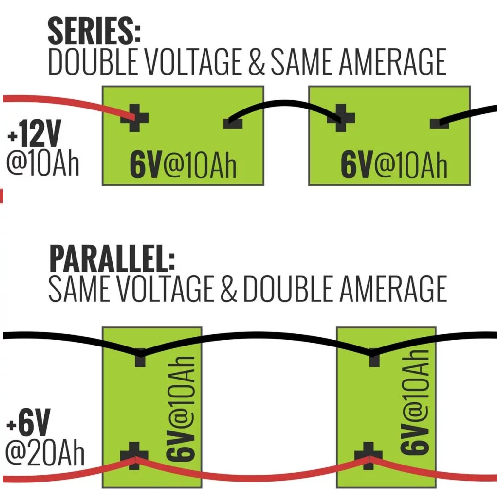 SERIES:
DOUBLE VOLTAGE & SAME AMERAGE
+12V
@10Ah
6V@10Ah
6V@10Ah
PARALLEL:
SAME VOLTAGE & DOUBLE AMERAGE
6V@10Ah
6V@10Ah
+6V
@20Ah